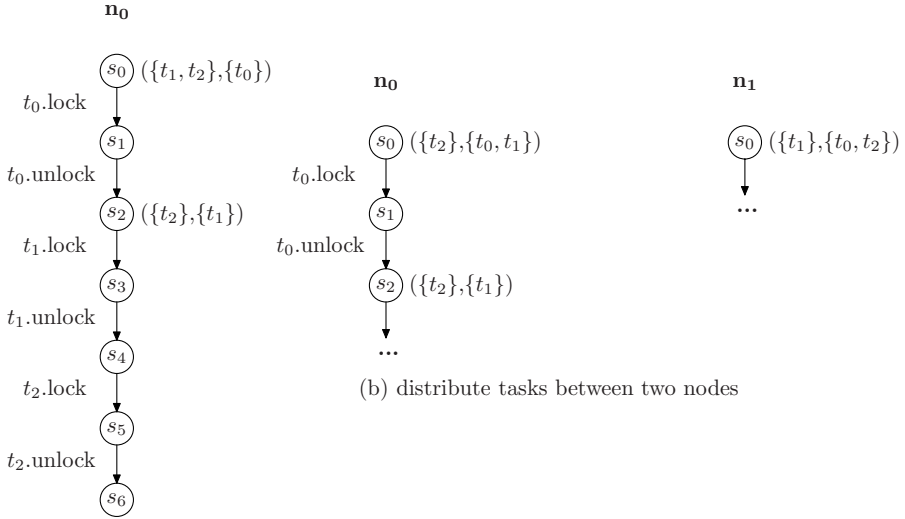 n₀
s₀ ({t₁, t₂},{t₀})
t₀.lock
s₁
t₀.unlock
s₂ ({t₂},{t₁})
t₁.lock
s₃
t₁.unlock
s₄
t₂.lock
s₅
t₂.unlock
s₆
n₀
s₀ ({t₂},{t₀, t₁})
t₀.lock
s₁
t₀.unlock
s₂ ({t₂},{t₁})
...
n₁
s₀ ({t₁},{t₀, t₂})
...
(b) distribute tasks between two nodes